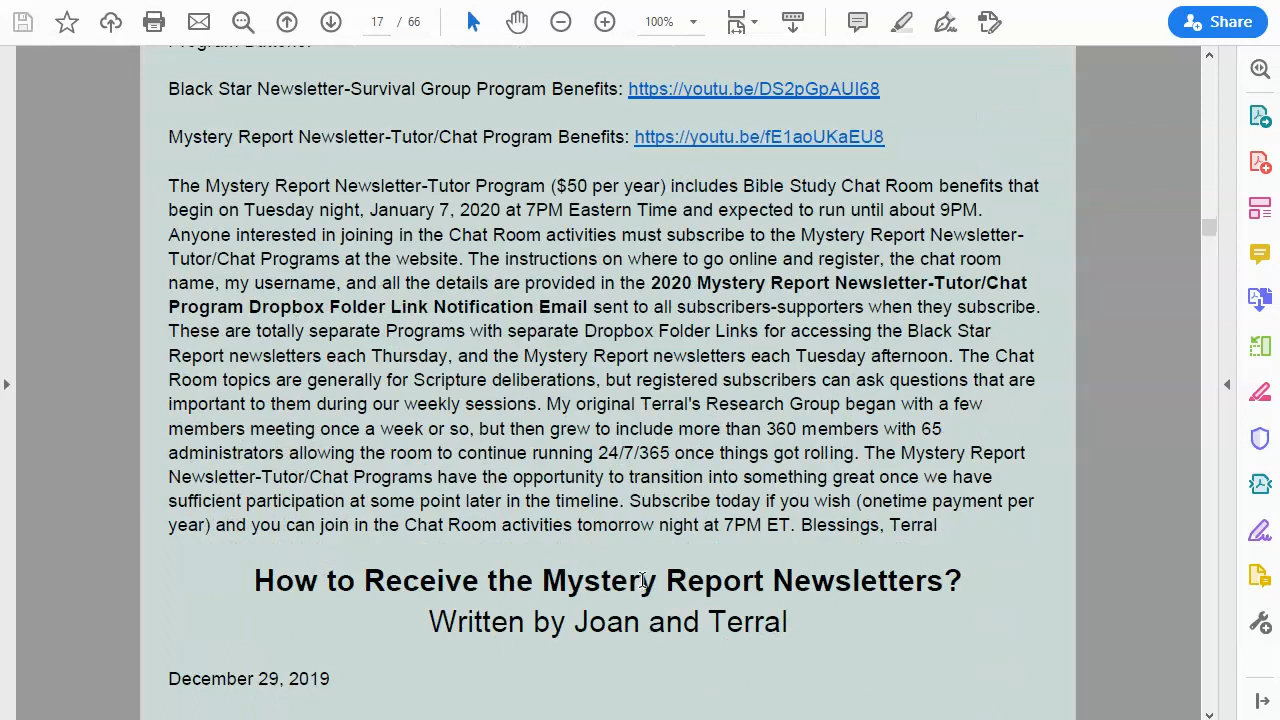 17 / 66
100%
Share
Program Buttons:
Black Star Newsletter-Survival Group Program Benefits: https://youtu.be/DS2pGpAUI68
Mystery Report Newsletter-Tutor/Chat Program Benefits: https://youtu.be/fE1aoUKaEU8
The Mystery Report Newsletter-Tutor Program ($50 per year) includes Bible Study Chat Room benefits that
begin on Tuesday night, January 7, 2020 at 7PM Eastern Time and expected to run until about 9PM.
Anyone interested in joining in the Chat Room activities must subscribe to the Mystery Report Newsletter-
Tutor/Chat Programs at the website. The instructions on where to go online and register, the chat room
name, my username, and all the details are provided in the 2020 Mystery Report Newsletter-Tutor/Chat
Program Dropbox Folder Link Notification Email sent to all subscribers-supporters when they subscribe.
These are totally separate Programs with separate Dropbox Folder Links for accessing the Black Star
Report newsletters each Thursday, and the Mystery Report newsletters each Tuesday afternoon. The Chat
Room topics are generally for Scripture deliberations, but registered subscribers can ask questions that are
important to them during our weekly sessions. My original Terral's Research Group began with a few
members meeting once a week or so, but then grew to include more than 360 members with 65
administrators allowing the room to continue running 24/7/365 once things got rolling. The Mystery Report
Newsletter-Tutor/Chat Programs have the opportunity to transition into something great once we have
sufficient participation at some point later in the timeline. Subscribe today if you wish (onetime payment per
year) and you can join in the Chat Room activities tomorrow night at 7PM ET. Blessings, Terral
How to Receive the Mystery Report Newsletters?
Written by Joan and Terral
December 29, 2019